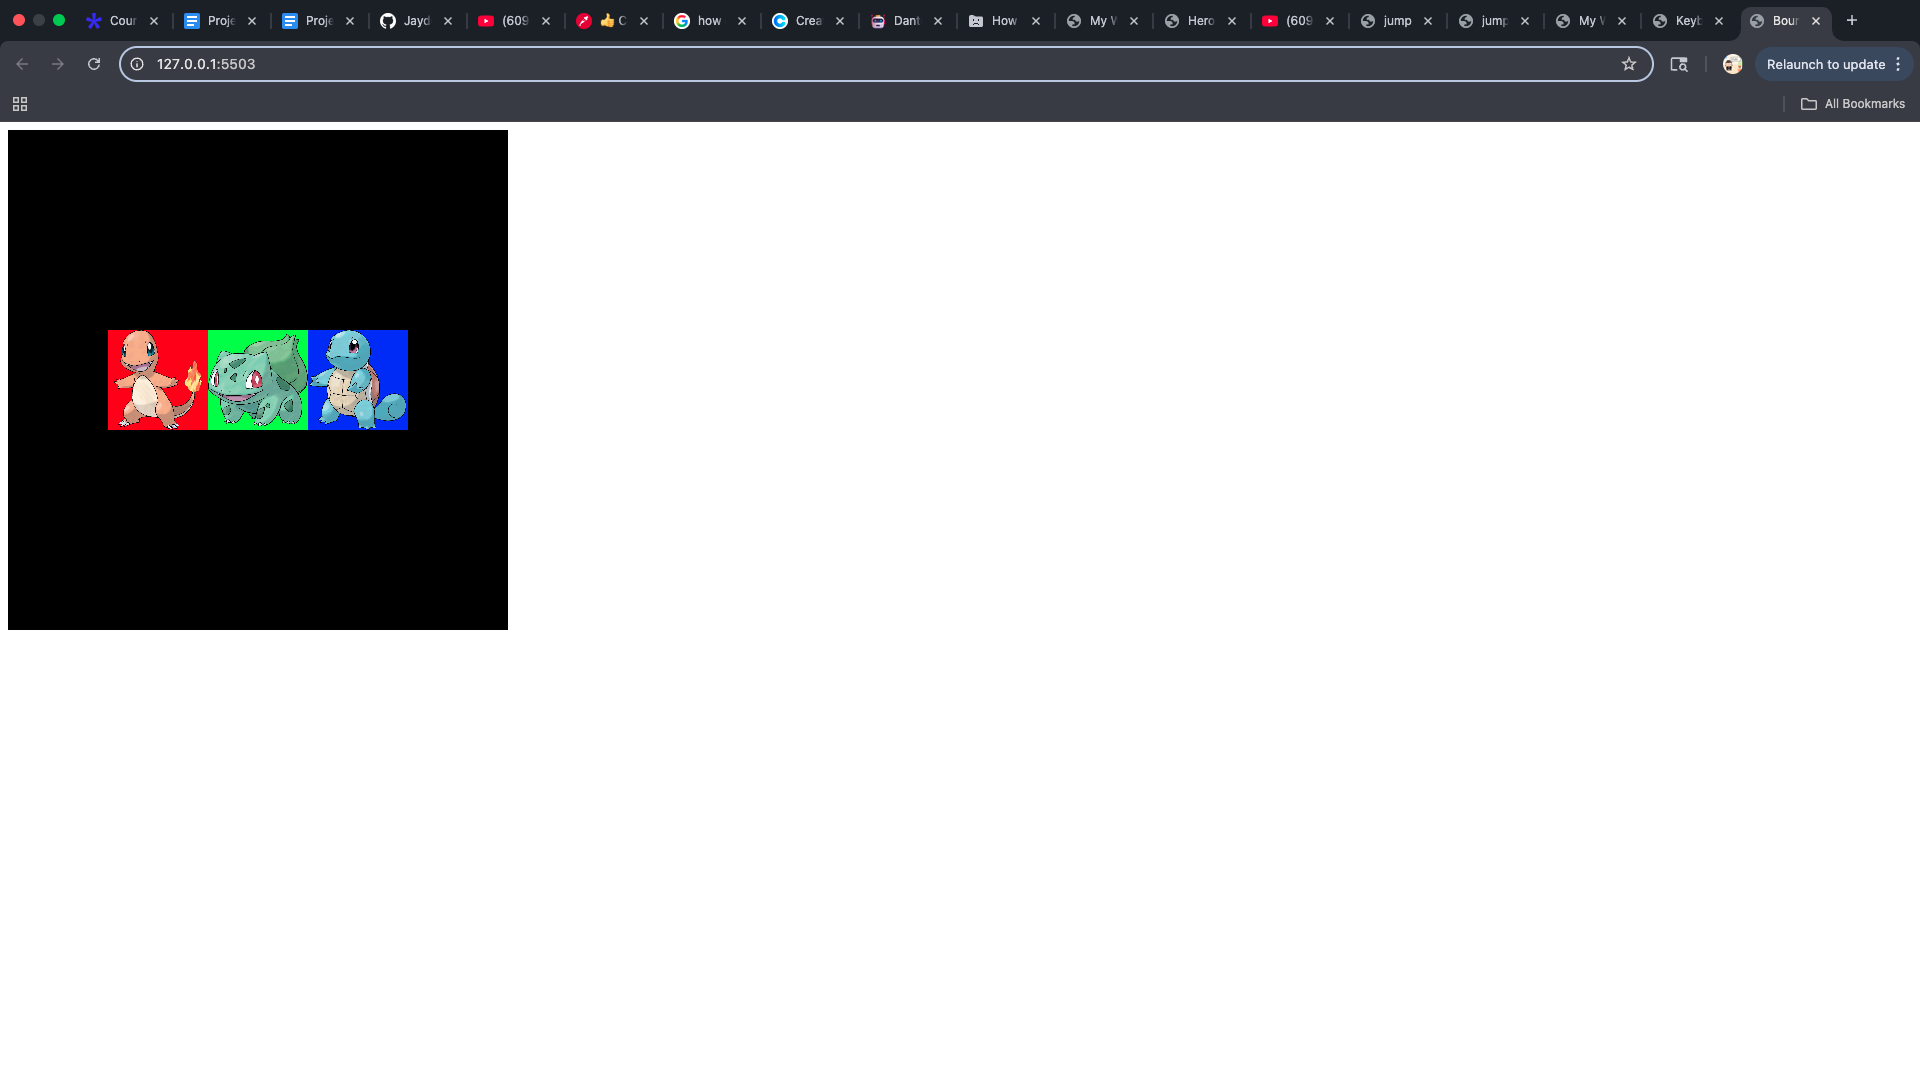 Cour Proje Proje Jayd (609 👍 C how Crea Dant How My W Hero (609 jump jump My W Keyb Bour
127.0.0.1:5503 Relaunch to update
All Bookmarks